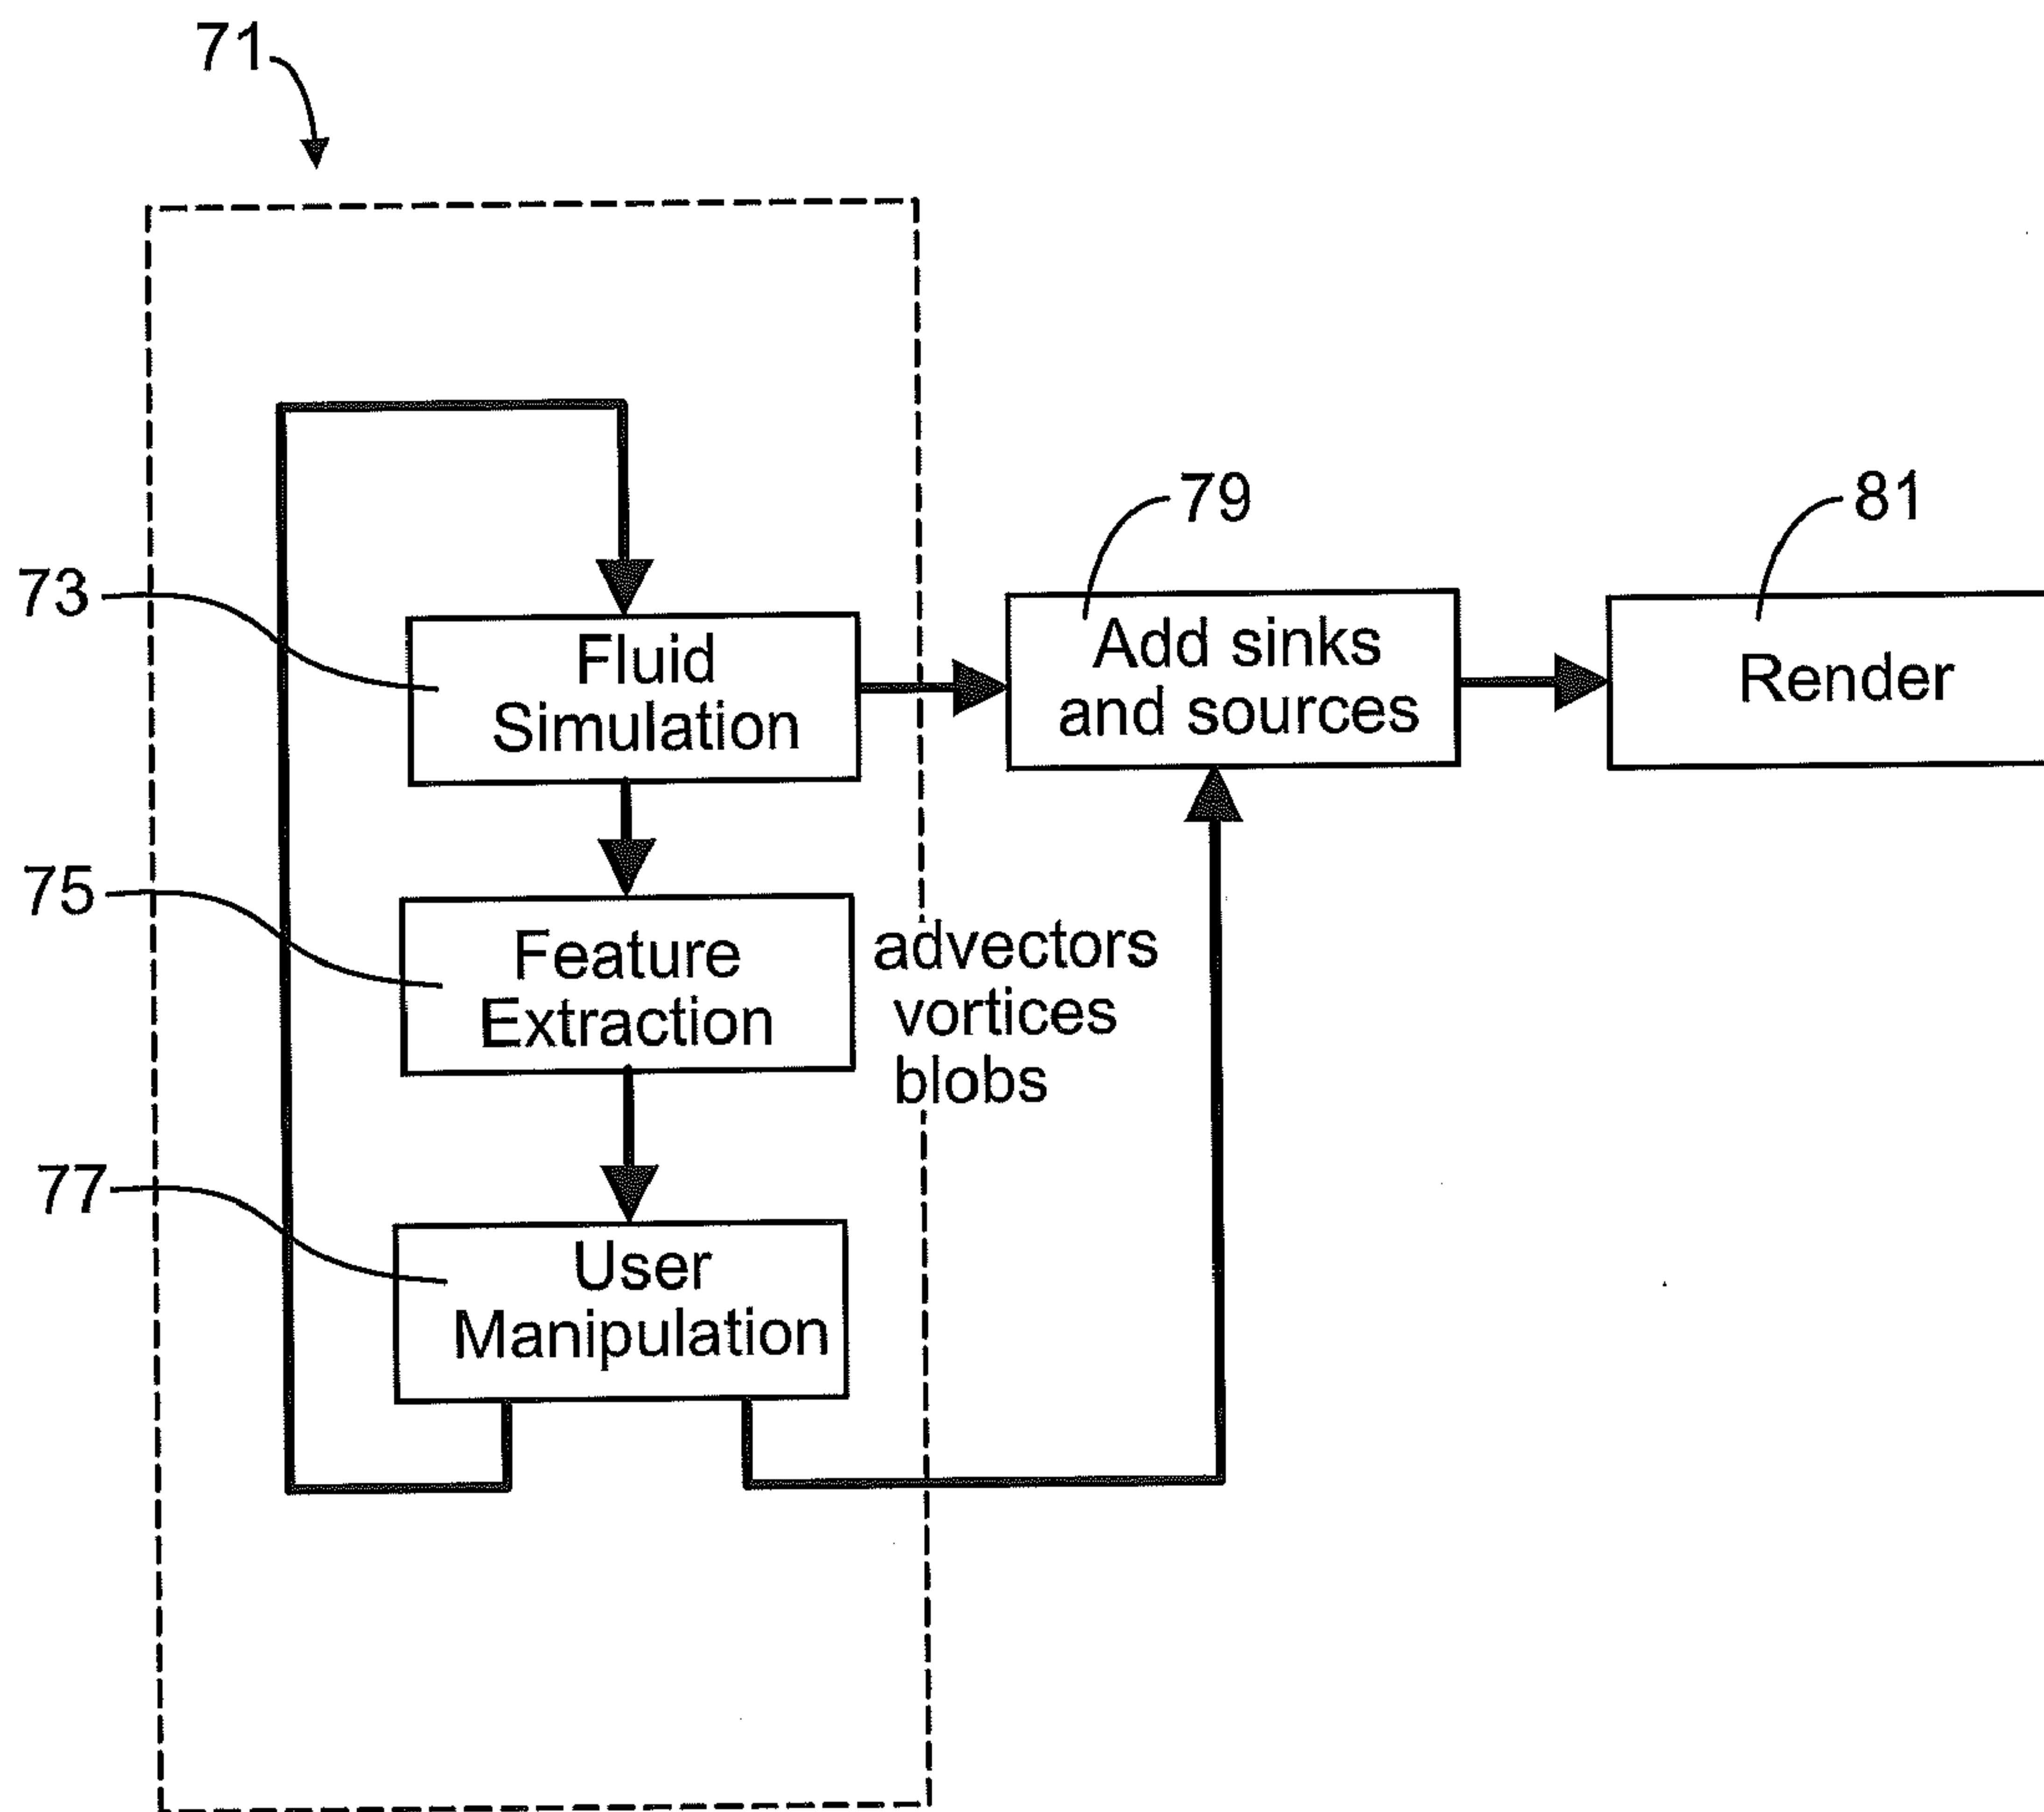 71
79
81
73
Fluid
Simulation
Add sinks
and sources
Render
75
Feature
Extraction
advectors
vortices
blobs
77
User
Manipulation